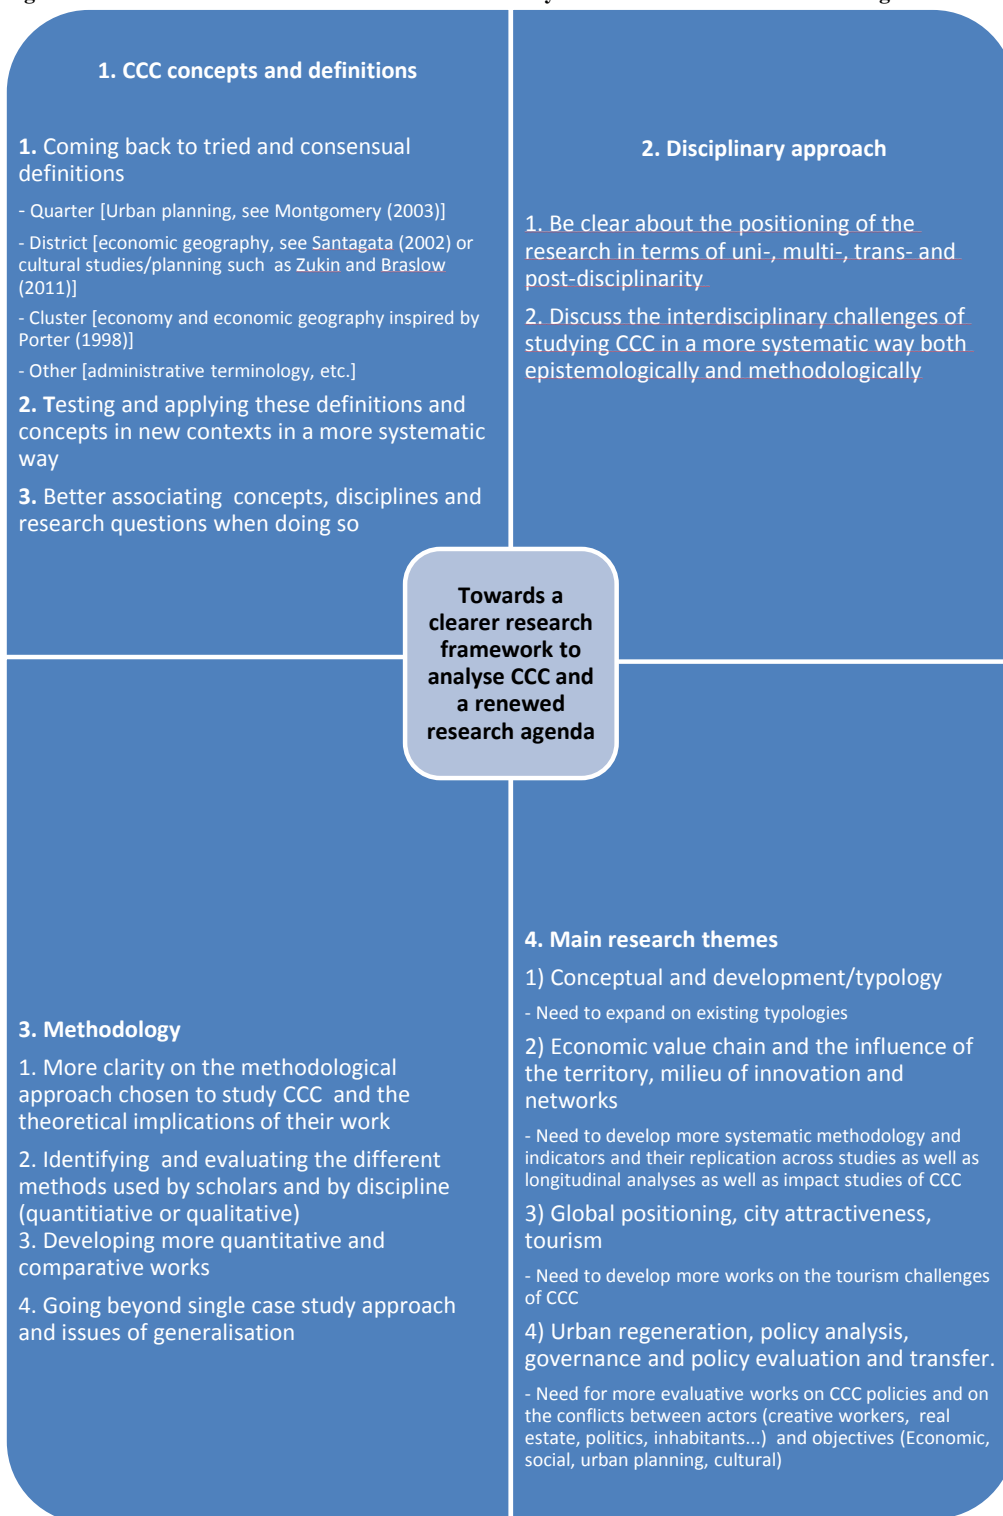 1. CCC concepts and definitions
1. Coming back to tried and consensual
definitions
- Quarter [Urban planning, see Montgomery (2003)]
- District [economic geography, see Santagata (2002) or
cultural studies/planning such  as Zukin and Braslow
(2011)]
- Cluster [economy and economic geography inspired by
Porter (1998)]
- Other [administrative terminology, etc.]
2. Testing and applying these definitions and
concepts in new contexts in a more systematic
way
3. Better associating  concepts, disciplines and
research questions when doing so
2. Disciplinary approach
1. Be clear about the positioning of the
research in terms of uni-, multi-, trans- and
post-disciplinarity
2. Discuss the interdisciplinary challenges of
studying CCC in a more systematic way both
epistemologically and methodologically
Towards a
clearer research
framework to
analyse CCC and
a renewed
research agenda
3. Methodology
1. More clarity on the methodological
approach chosen to study CCC  and the
theoretical implications of their work
2. Identifying  and evaluating the different
methods used by scholars and by discipline
(quantitiative or qualitative)
3. Developing more quantitative and
comparative works
4. Going beyond single case study approach
and issues of generalisation
4. Main research themes
1) Conceptual and development/typology
- Need to expand on existing typologies
2) Economic value chain and the influence of
the territory, milieu of innovation and
networks
- Need to develop more systematic methodology and
indicators and their replication across studies as well as
longitudinal analyses as well as impact studies of CCC
3) Global positioning, city attractiveness,
tourism
- Need to develop more works on the tourism challenges
of CCC
4) Urban regeneration, policy analysis,
governance and policy evaluation and transfer.
- Need for more evaluative works on CCC policies and on
the conflicts between actors (creative workers,  real
estate, politics, inhabitants...)  and objectives (Economic,
social, urban planning, cultural)